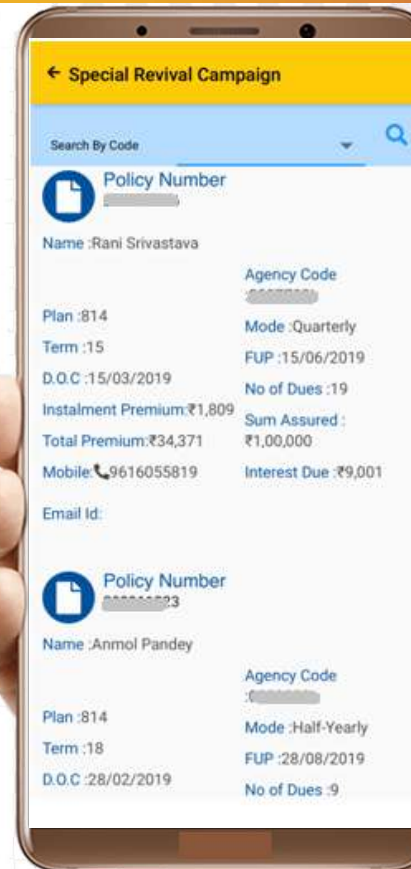 ← Special Revival Campaign
Search By Code
Policy Number
Name :Rani Srivastava
Agency Code
Plan :814
Mode :Quarterly
Term :15
FUP :15/06/2019
D.O.C :15/03/2019
No of Dues :19
Instalment Premium:₹1,809
Sum Assured :
₹1,00,000
Total Premium:₹34,371
Mobile:📞9616055819
Interest Due :₹9,001
Email Id:
Policy Number
23
Name :Anmol Pandey
Agency Code
Plan :814
Mode :Half-Yearly
Term :18
FUP :28/08/2019
D.O.C :28/02/2019
No of Dues :9